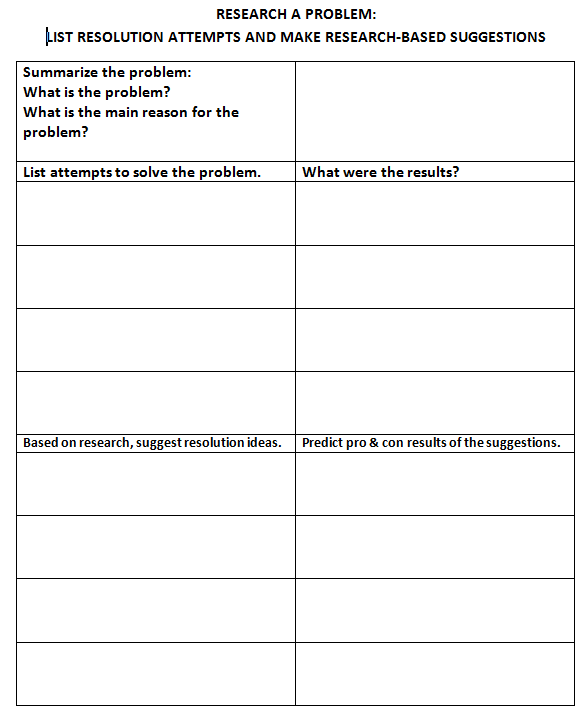 RESEARCH A PROBLEM:
LIST RESOLUTION ATTEMPTS AND MAKE RESEARCH-BASED SUGGESTIONS
Summarize the problem:
What is the problem?
What is the main reason for the
problem?
List attempts to solve the problem.
What were the results?
Based on research, suggest resolution ideas.
Predict pro & con results of the suggestions.